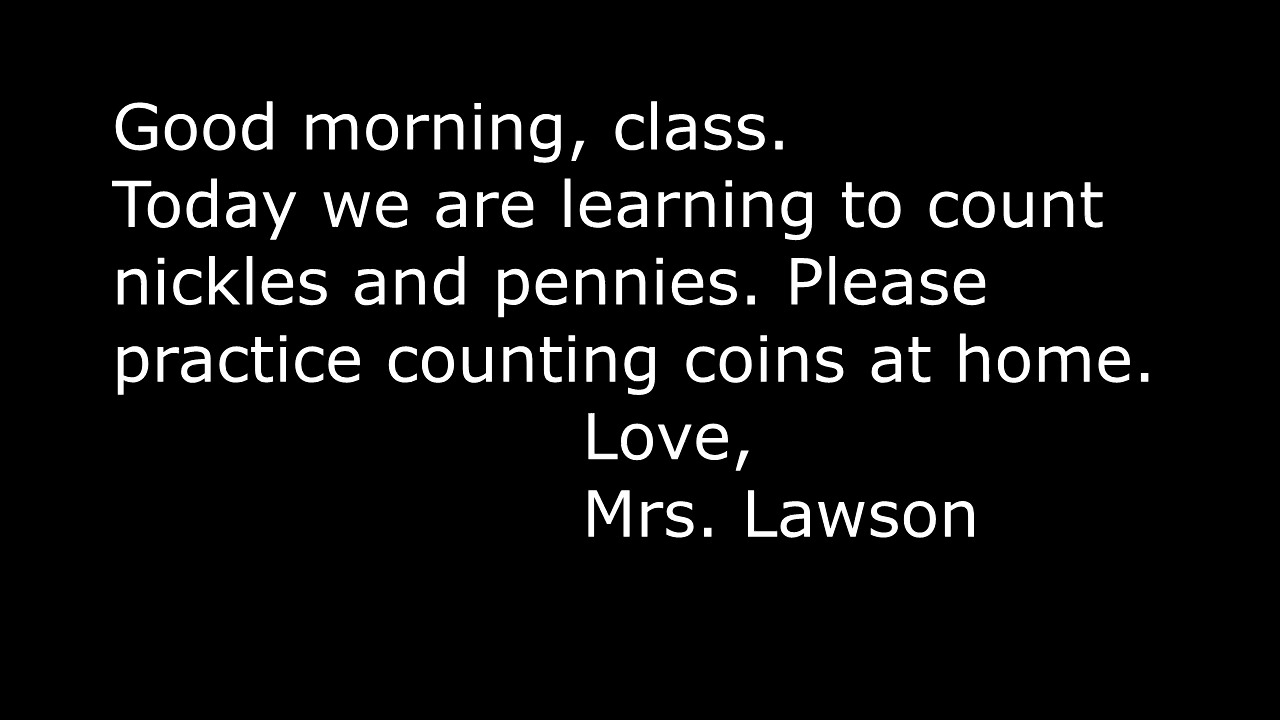 Good morning, class.
Today we are learning to count
nickles and pennies. Please
practice counting coins at home.
Love,
Mrs. Lawson